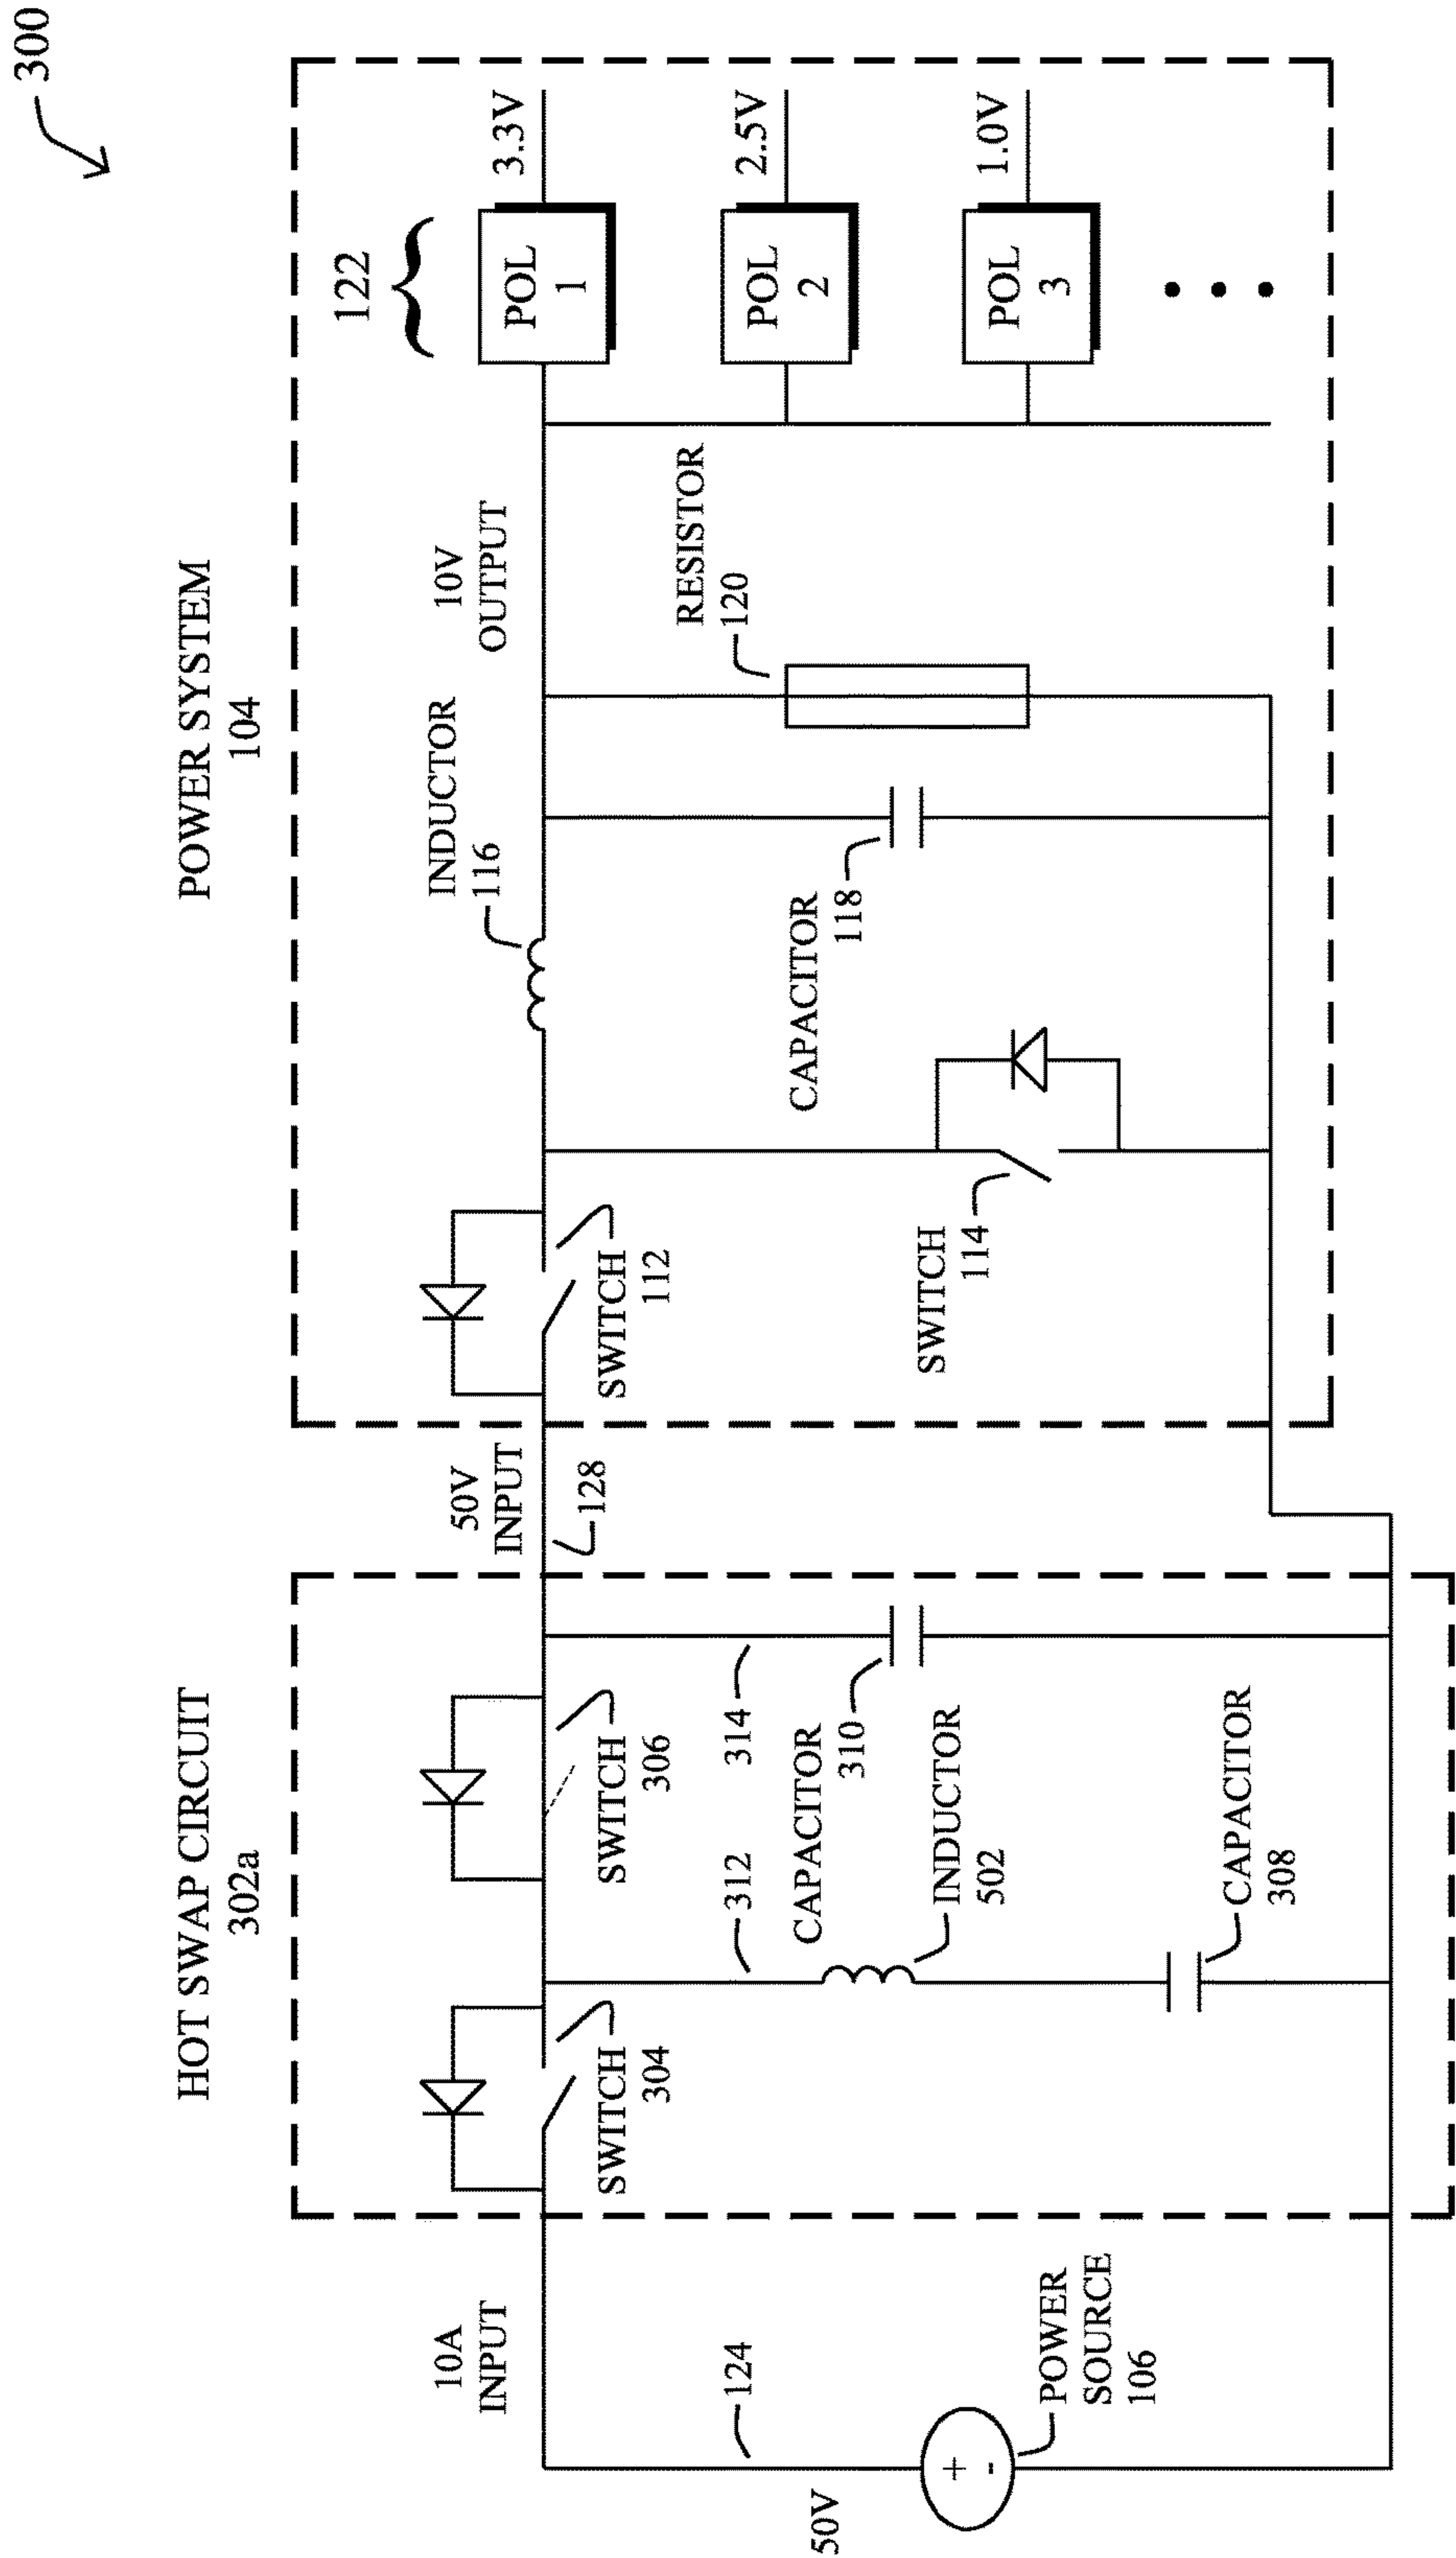 300
HOT SWAP CIRCUIT
302a
POWER SYSTEM
104
10A
INPUT
50V
INPUT
128
INDUCTOR
116
10V
OUTPUT
122
POL
1
3.3V
POL
2
2.5V
POL
3
1.0V
SWITCH
304
SWITCH
306
SWITCH
112
RESISTOR
120
124
312
314
50V
+
-
POWER
SOURCE
106
CAPACITOR
310
INDUCTOR
502
CAPACITOR
308
SWITCH
114
CAPACITOR
118